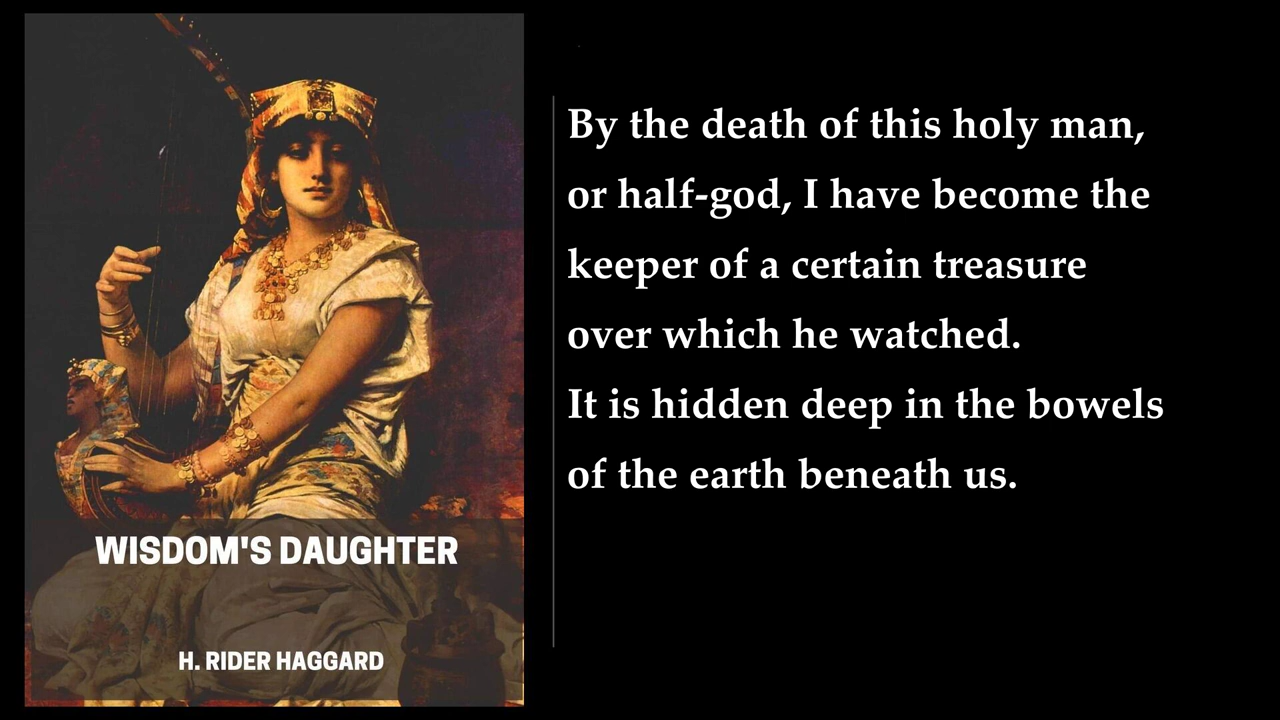 WISDOM'S DAUGHTER
H. RIDER HAGGARD
By the death of this holy man,
or half-god, I have become the
keeper of a certain treasure
over which he watched.
It is hidden deep in the bowels
of the earth beneath us.